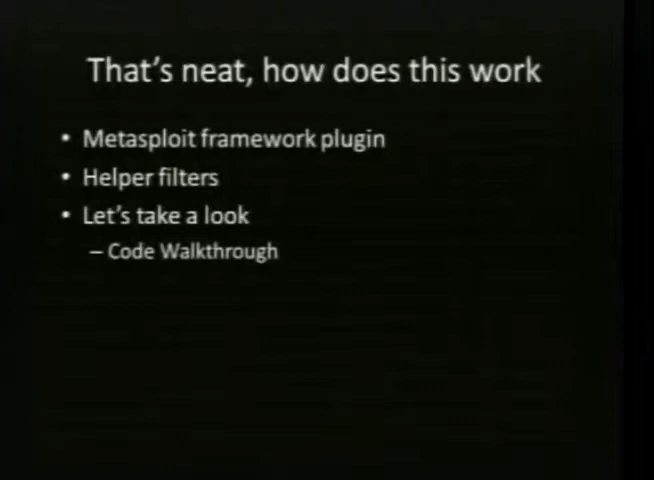 That's neat, how does this work
• Metasploit framework plugin
• Helper filters
• Let's take a look
– Code Walkthrough